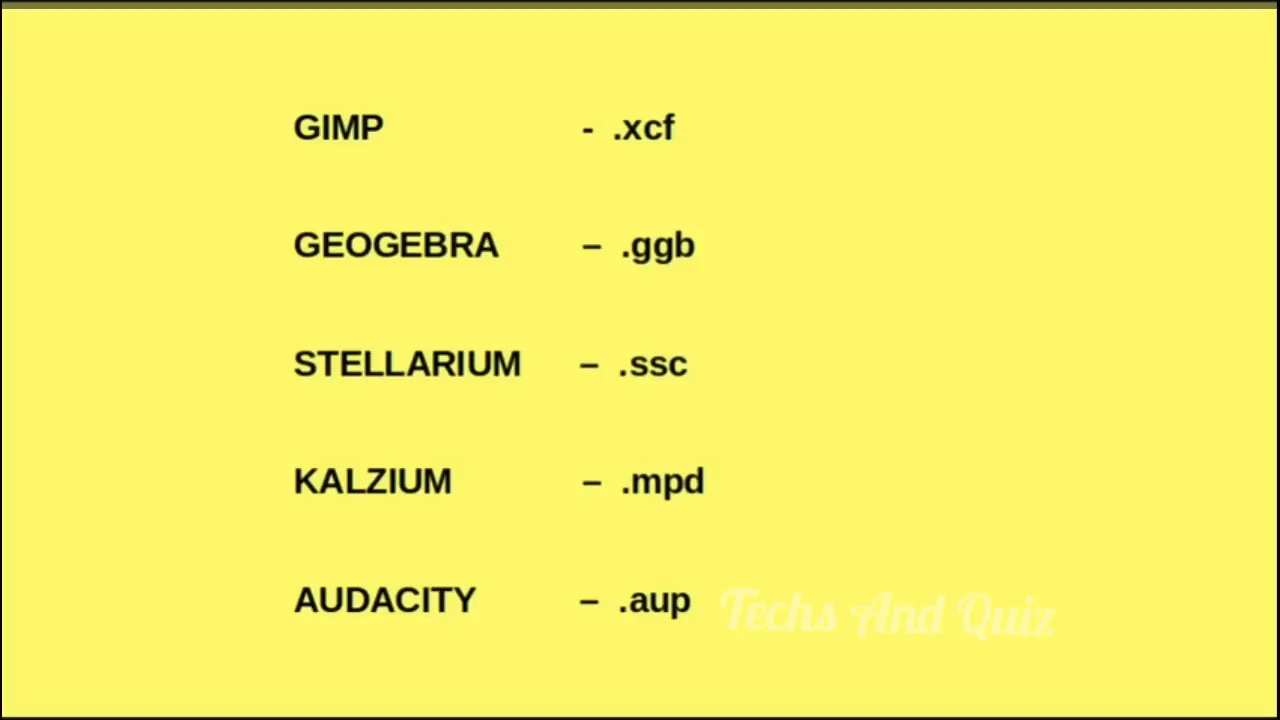 GIMP - .xcf
GEOGEBRA – .ggb
STELLARIUM – .ssc
KALZIUM – .mpd
AUDACITY – .aup
Techs And Quiz